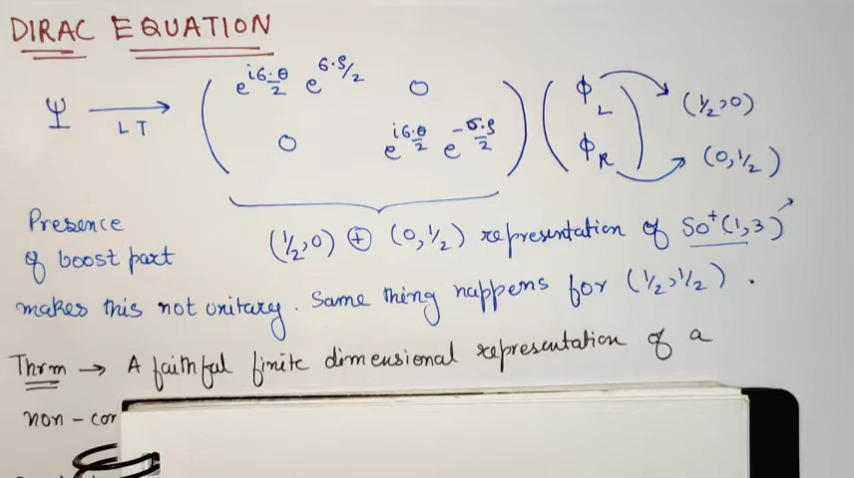 DIRAC EQUATION
Ψ ⟶ LT ( e^{iσ·θ/2} e^{σ·ρ/2} 0 ) ( ϕ_L ) → (½,0)
( 0 e^{iσ·θ/2} e^{-σ·ρ/2} ) ( ϕ_R ) → (0,½)
Presence (½,0) ⊕ (0,½) representation of SO⁺(1,3)
of boost part
makes this not unitary. Same thing happens for (½,½).
Thrm → A faithful finite dimensional representation of a
non-